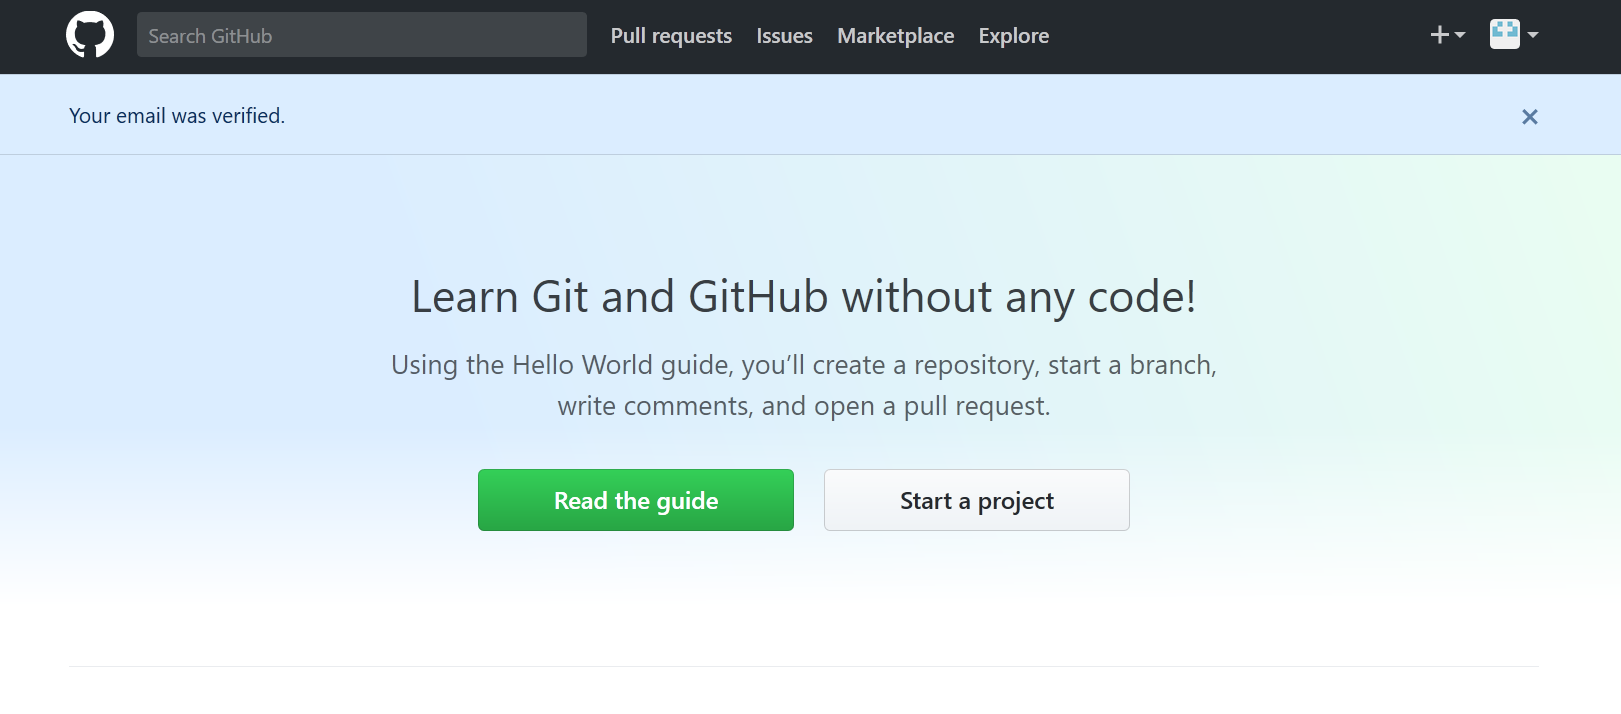 Search GitHub
Pull requests
Issues
Marketplace
Explore
Your email was verified.
Learn Git and GitHub without any code!
Using the Hello World guide, you’ll create a repository, start a branch,
write comments, and open a pull request.
Read the guide
Start a project